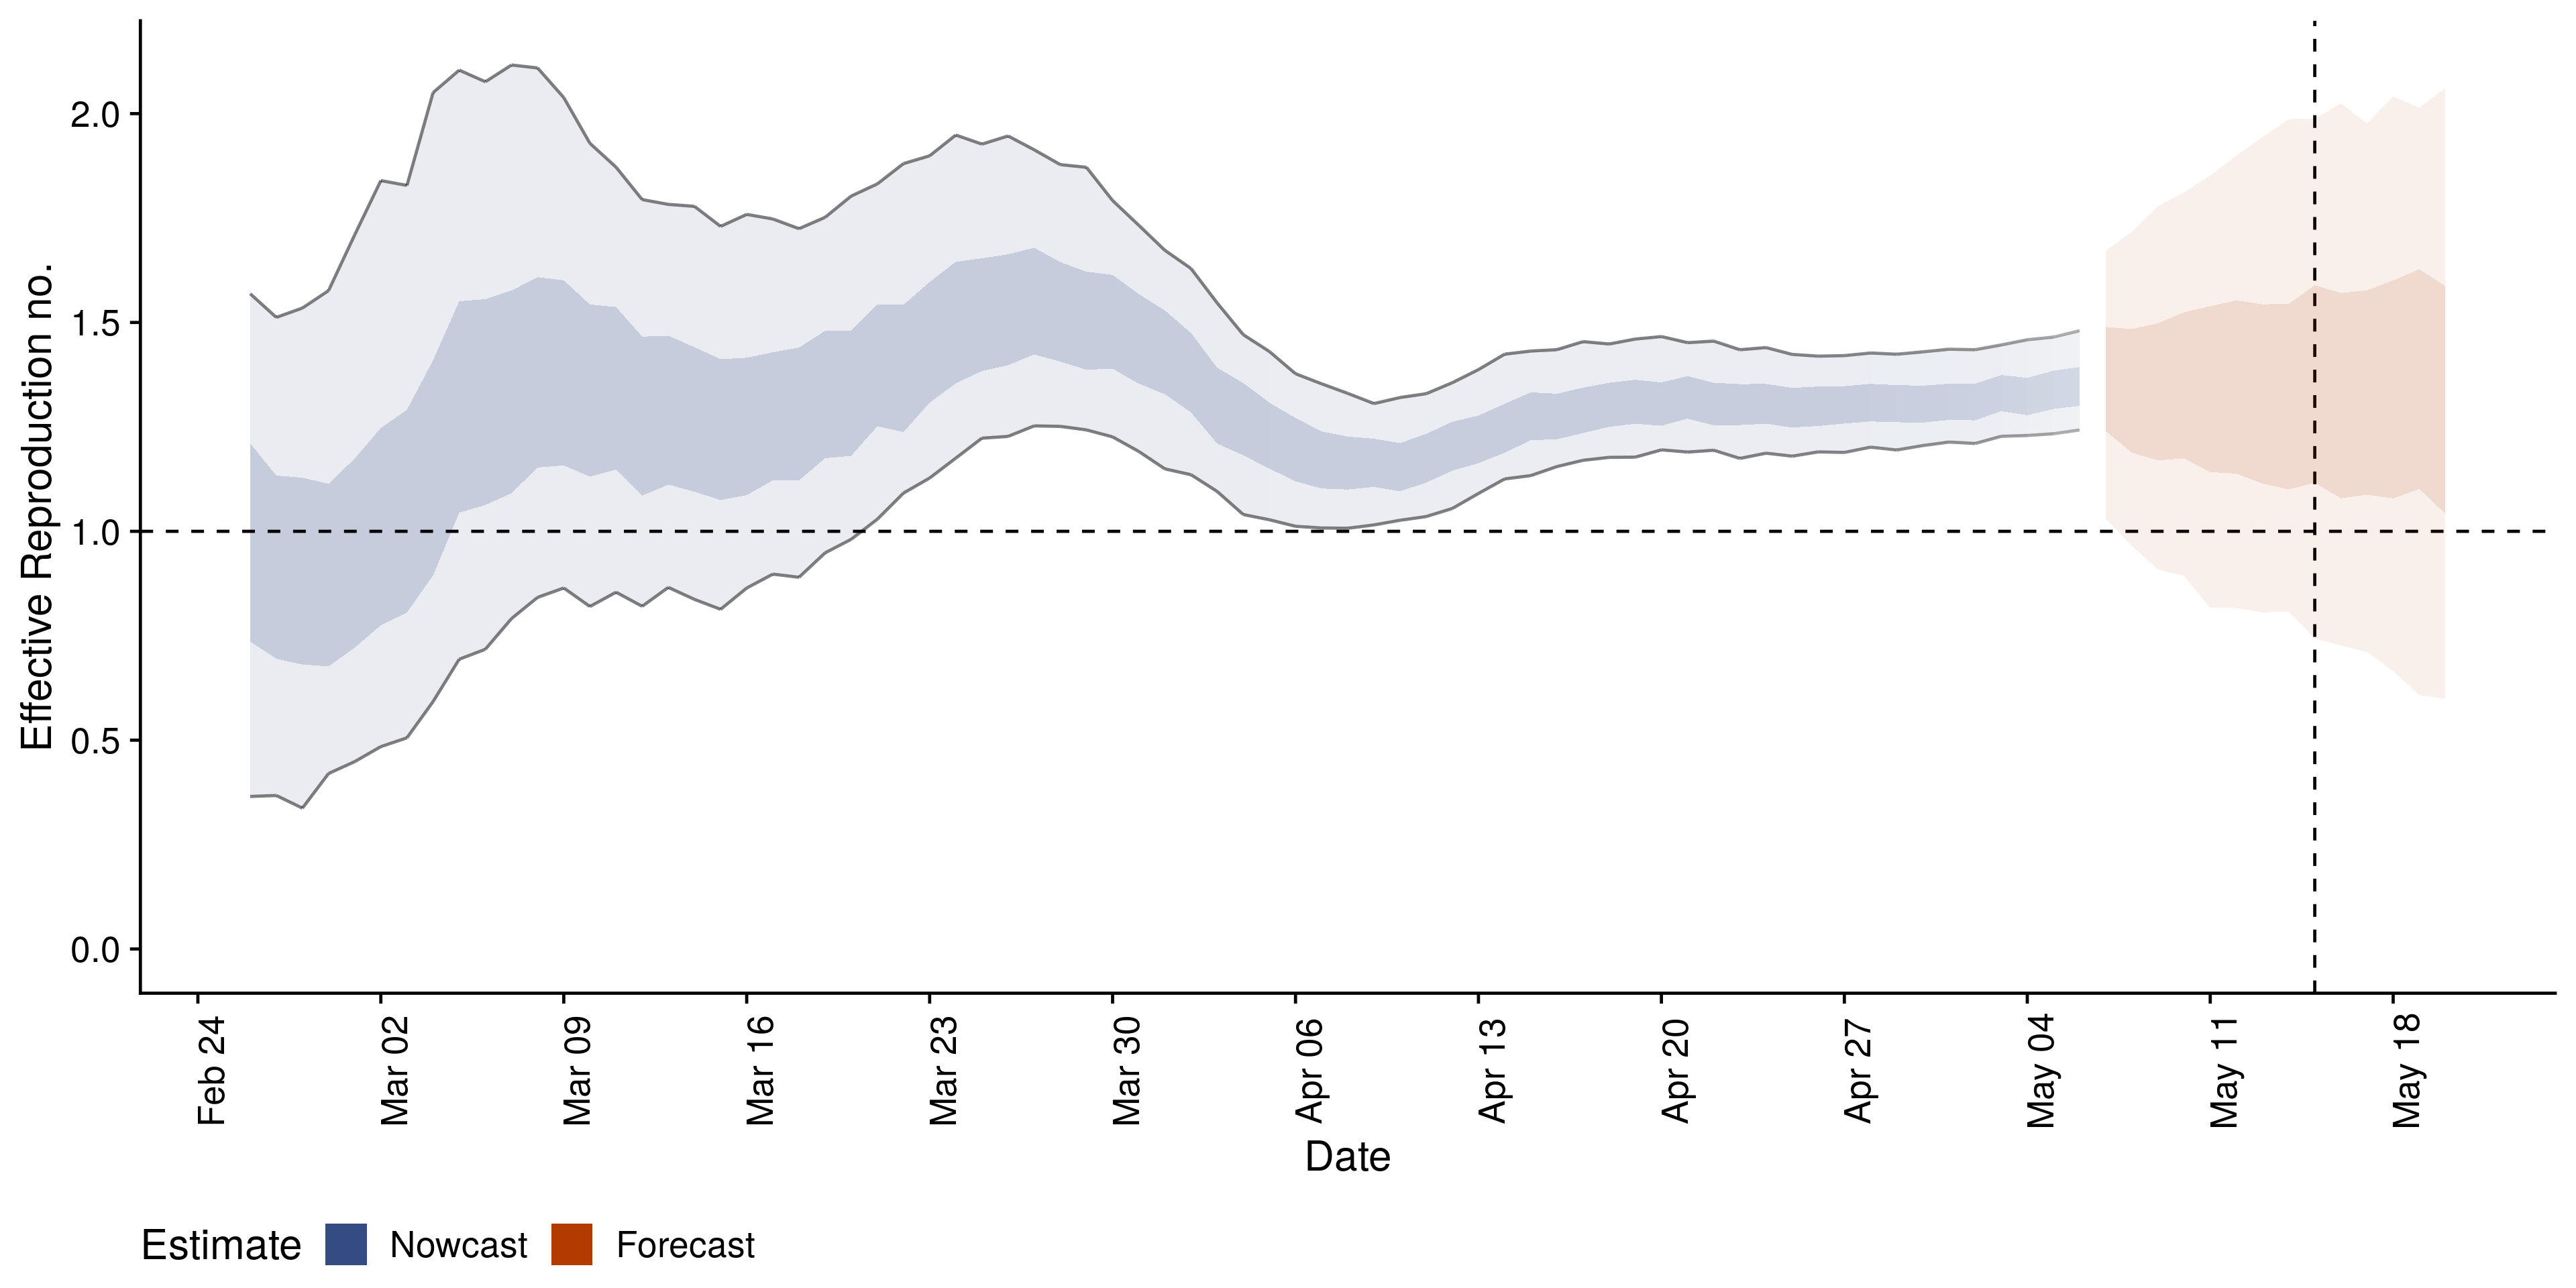 Effective Reproduction no.
2.0
1.5
1.0
0.5
0.0
Feb 24
Mar 02
Mar 09
Mar 16
Mar 23
Mar 30
Apr 06
Apr 13
Apr 20
Apr 27
May 04
May 11
May 18
Date
Estimate Nowcast Forecast